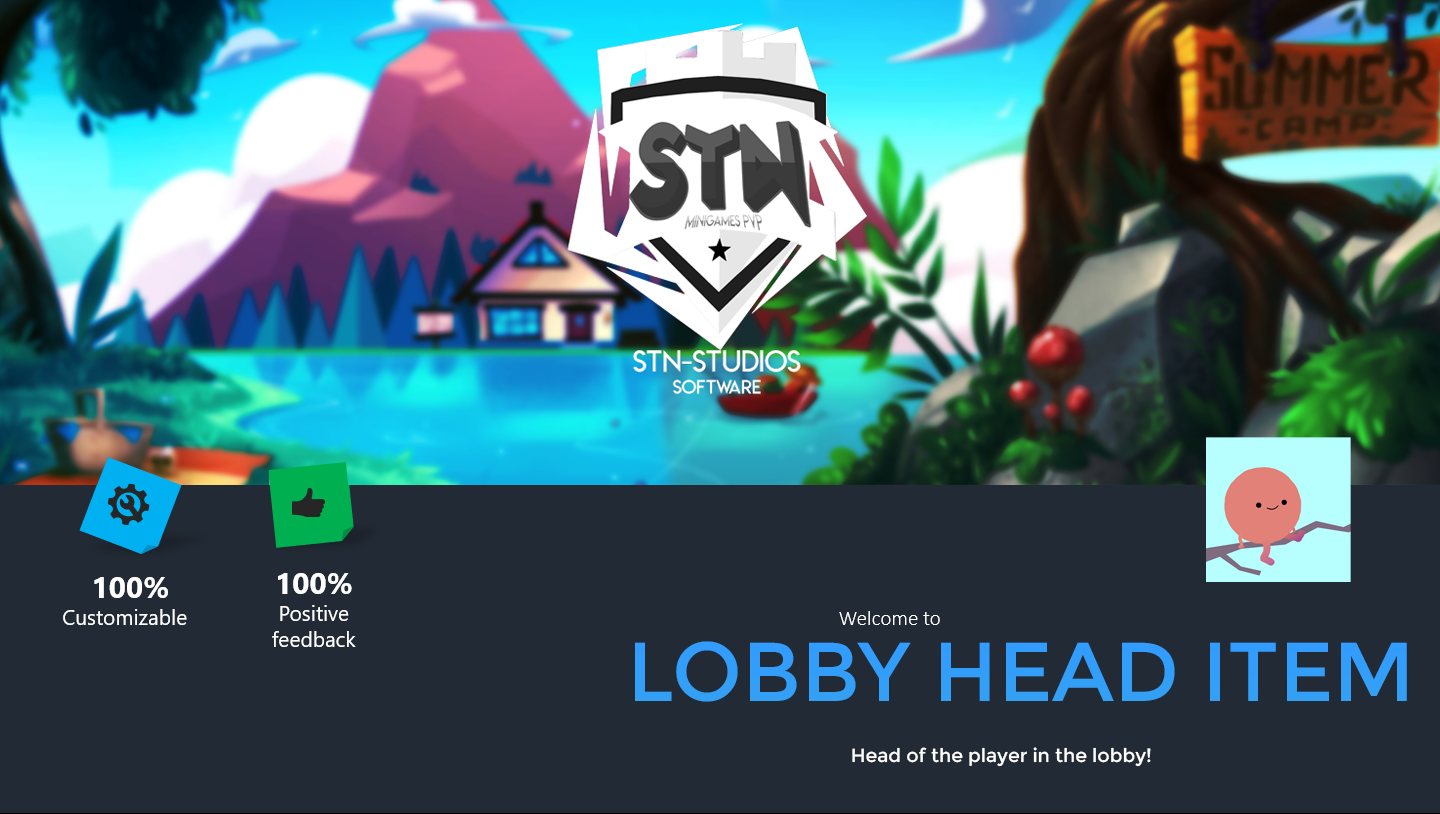 SUMMER
-CAMP-
STN
MINIGAMES PVP
STN-STUDIOS
SOFTWARE
100%
Customizable
100%
Positive
feedback
Welcome to
LOBBY HEAD ITEM
Head of the player in the lobby!